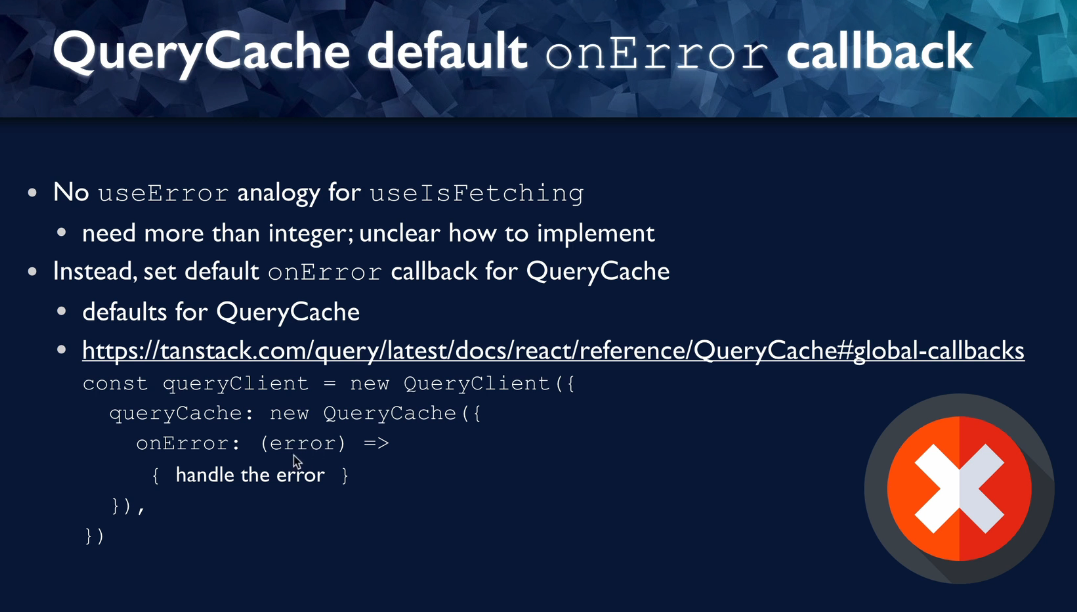 QueryCache default onError callback
• No useError analogy for useIsFetching
• need more than integer; unclear how to implement
• Instead, set default onError callback for QueryCache
• defaults for QueryCache
• https://tanstack.com/query/latest/docs/react/reference/QueryCache#global-callbacks
const queryClient = new QueryClient({
queryCache: new QueryCache({
onError: (error) =>
{ handle the error }
}),
})